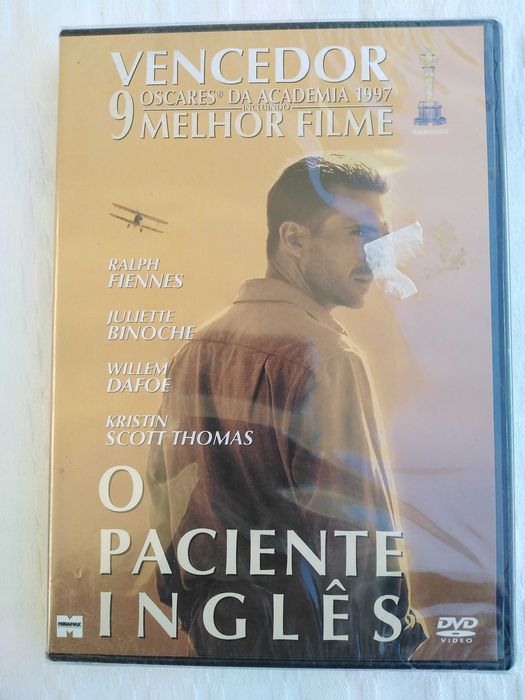 VENCEDOR
9 OSCARES® DA ACADEMIA 1997
INCLUINDO
MELHOR FILME
RALPH
FIENNES
JULIETTE
BINOCHE
WILLEM
DAFOE
KRISTIN
SCOTT THOMAS
O
PACIENTE
INGLÊS
MIRAMAX
DVD
VIDEO